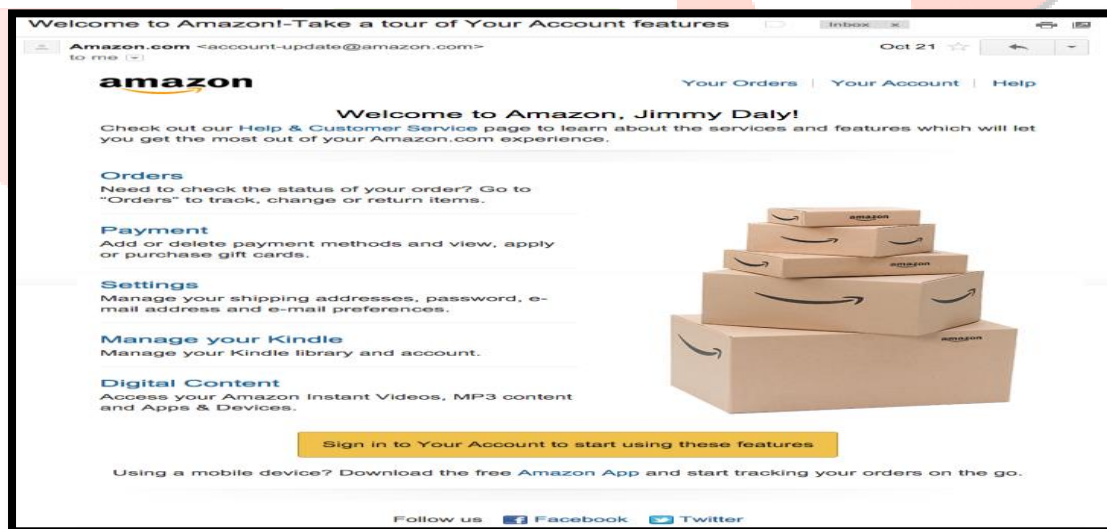 Welcome to Amazon!-Take a tour of Your Account features Inbox x
Amazon.com <account-update@amazon.com> Oct 21
to me
amazon Your Orders | Your Account | Help
Welcome to Amazon, Jimmy Daly!
Check out our Help & Customer Service page to learn about the services and features which will let
you get the most out of your Amazon.com experience.
Orders
Need to check the status of your order? Go to
"Orders" to track, change or return items.
Payment
Add or delete payment methods and view, apply
or purchase gift cards.
Settings
Manage your shipping addresses, password, e-
mail address and e-mail preferences.
Manage your Kindle
Manage your Kindle library and account.
Digital Content
Access your Amazon Instant Videos, MP3 content
and Apps & Devices.
amazon
amazon
amazon
Sign in to Your Account to start using these features
Using a mobile device? Download the free Amazon App and start tracking your orders on the go.
Follow us Facebook Twitter